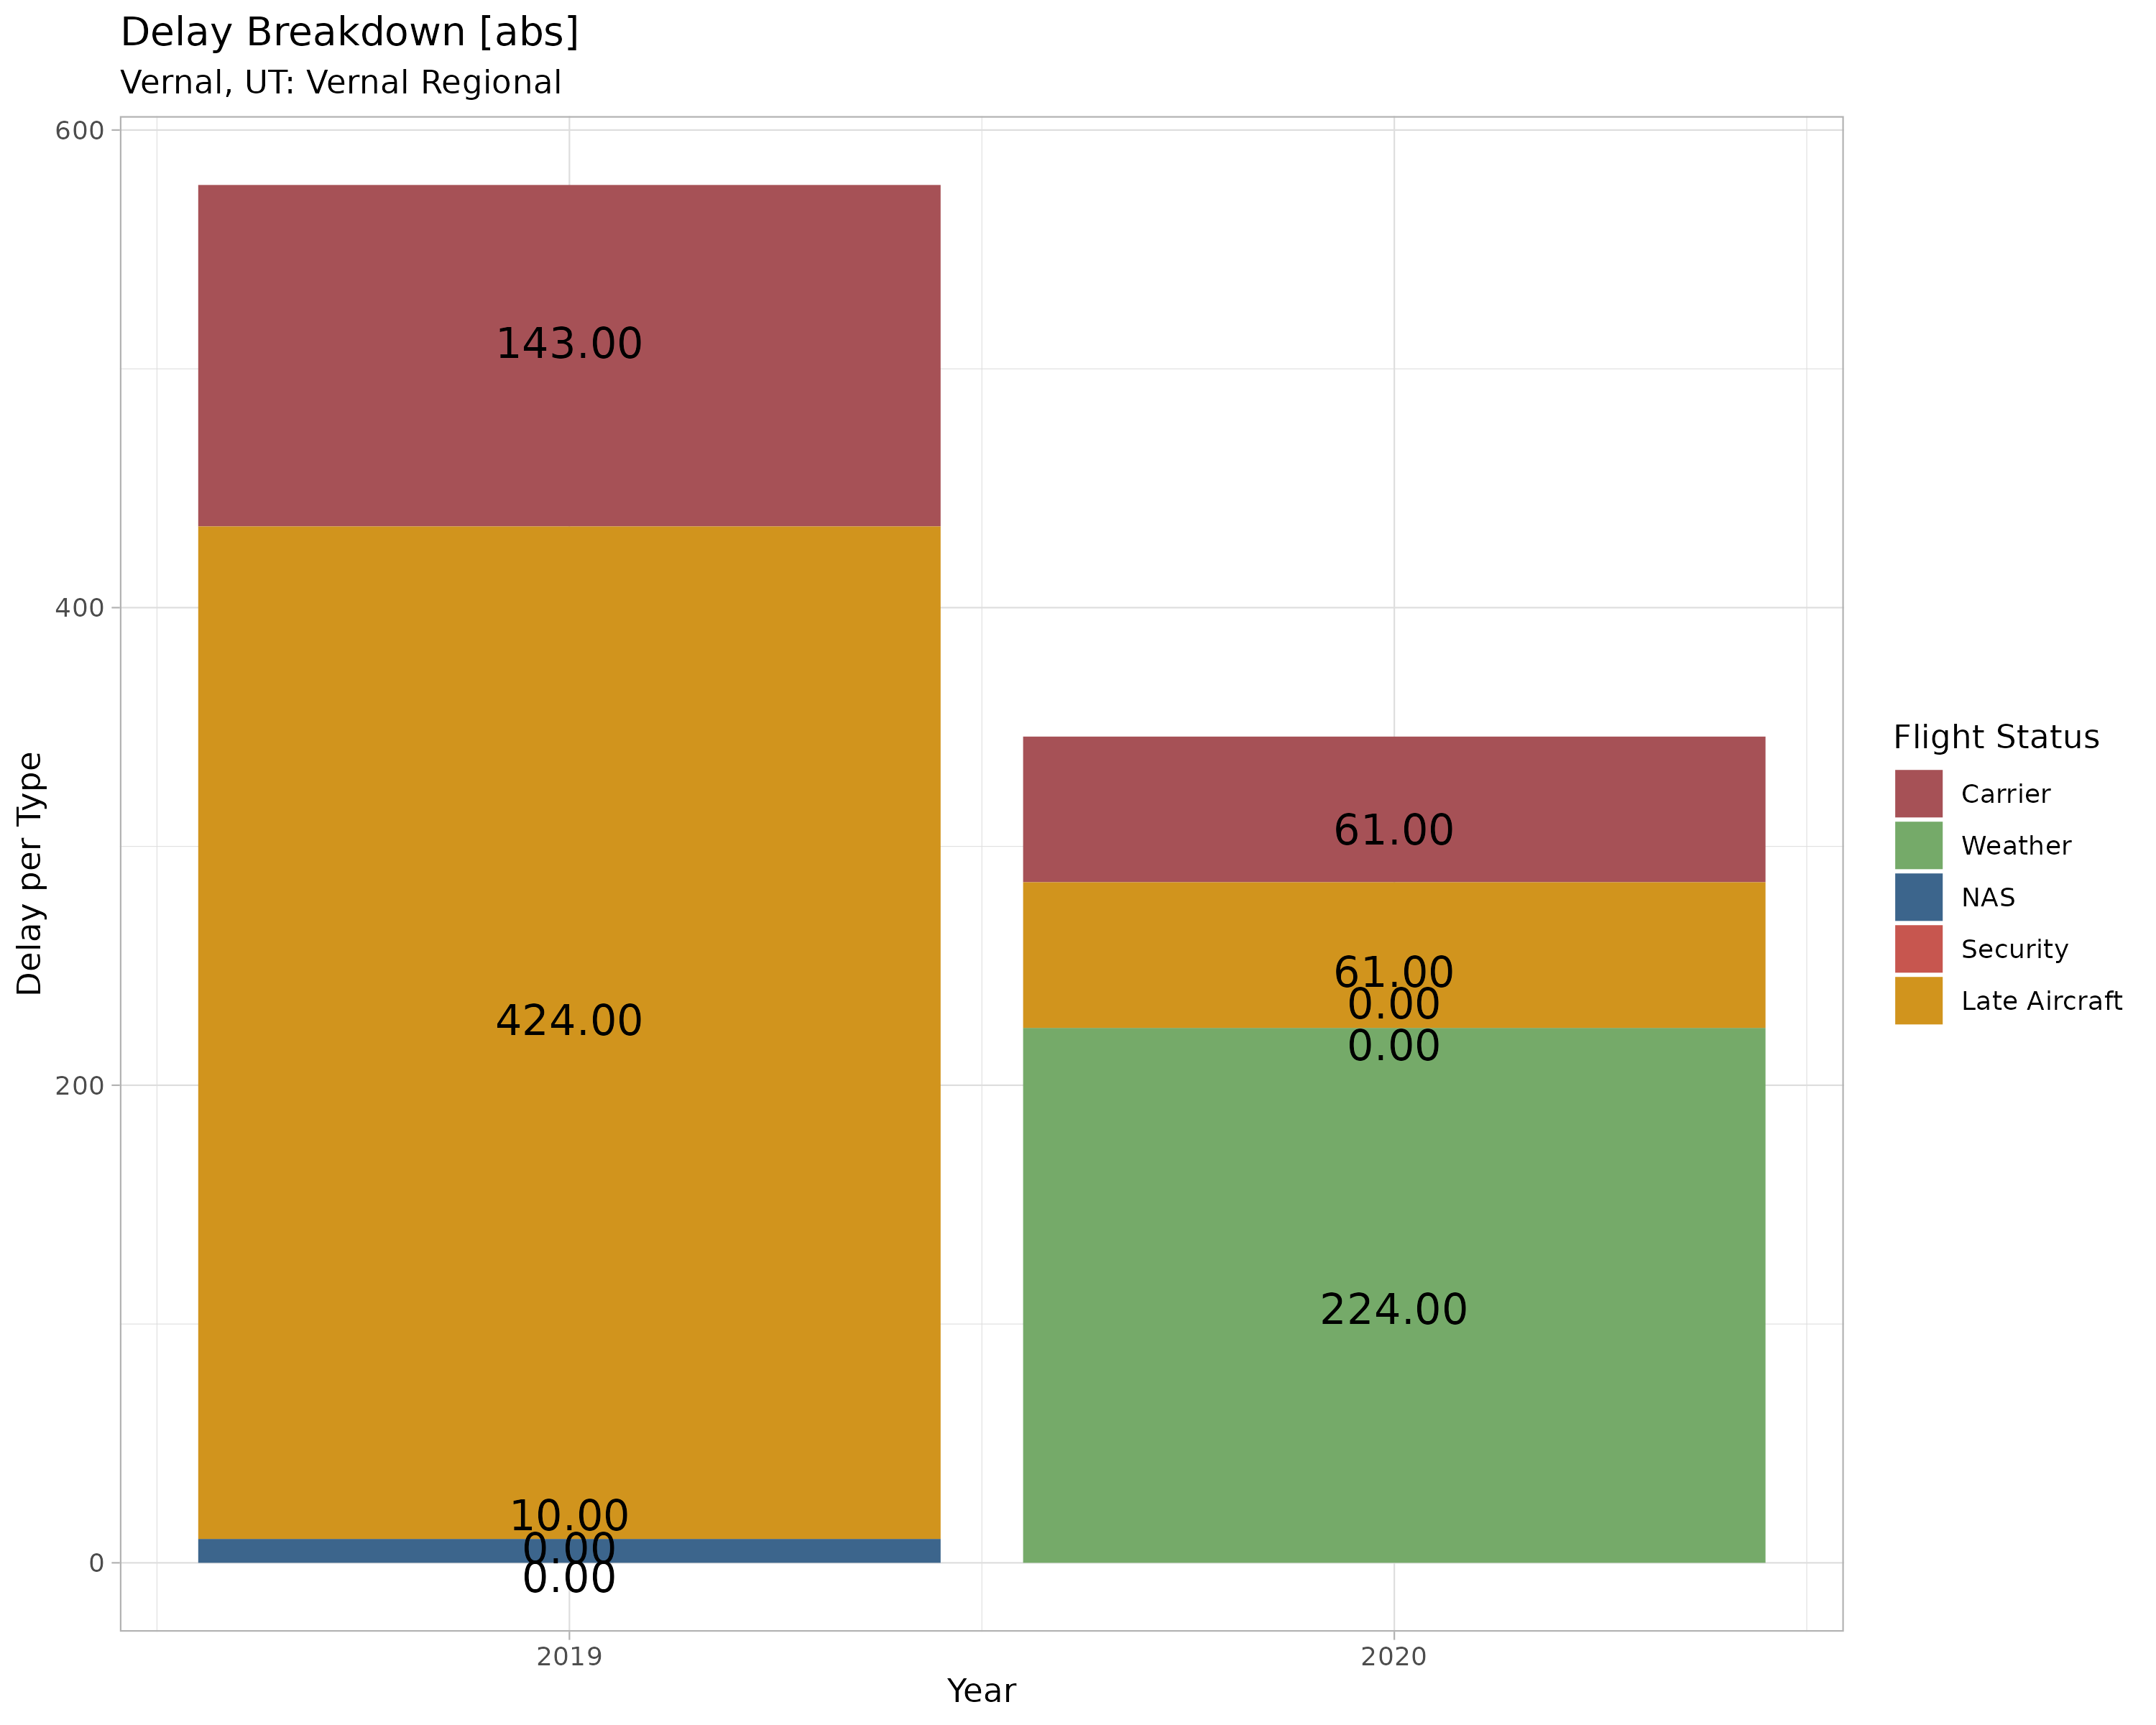 Delay Breakdown [abs]
Vernal, UT: Vernal Regional
600
400
200
0
Delay per Type
143.00
424.00
10.00
0.00
0.00
61.00
61.00
0.00
0.00
224.00
2019
2020
Year
Flight Status
Carrier
Weather
NAS
Security
Late Aircraft